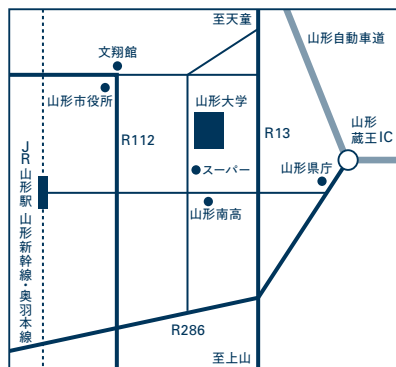 至天童
山形自動車道
文翔館
山形市役所
山形大学
山形
蔵王IC
R112
R13
スーパー
山形県庁
JR山形駅 山形新幹線・奥羽本線
山形南高
R286
至上山